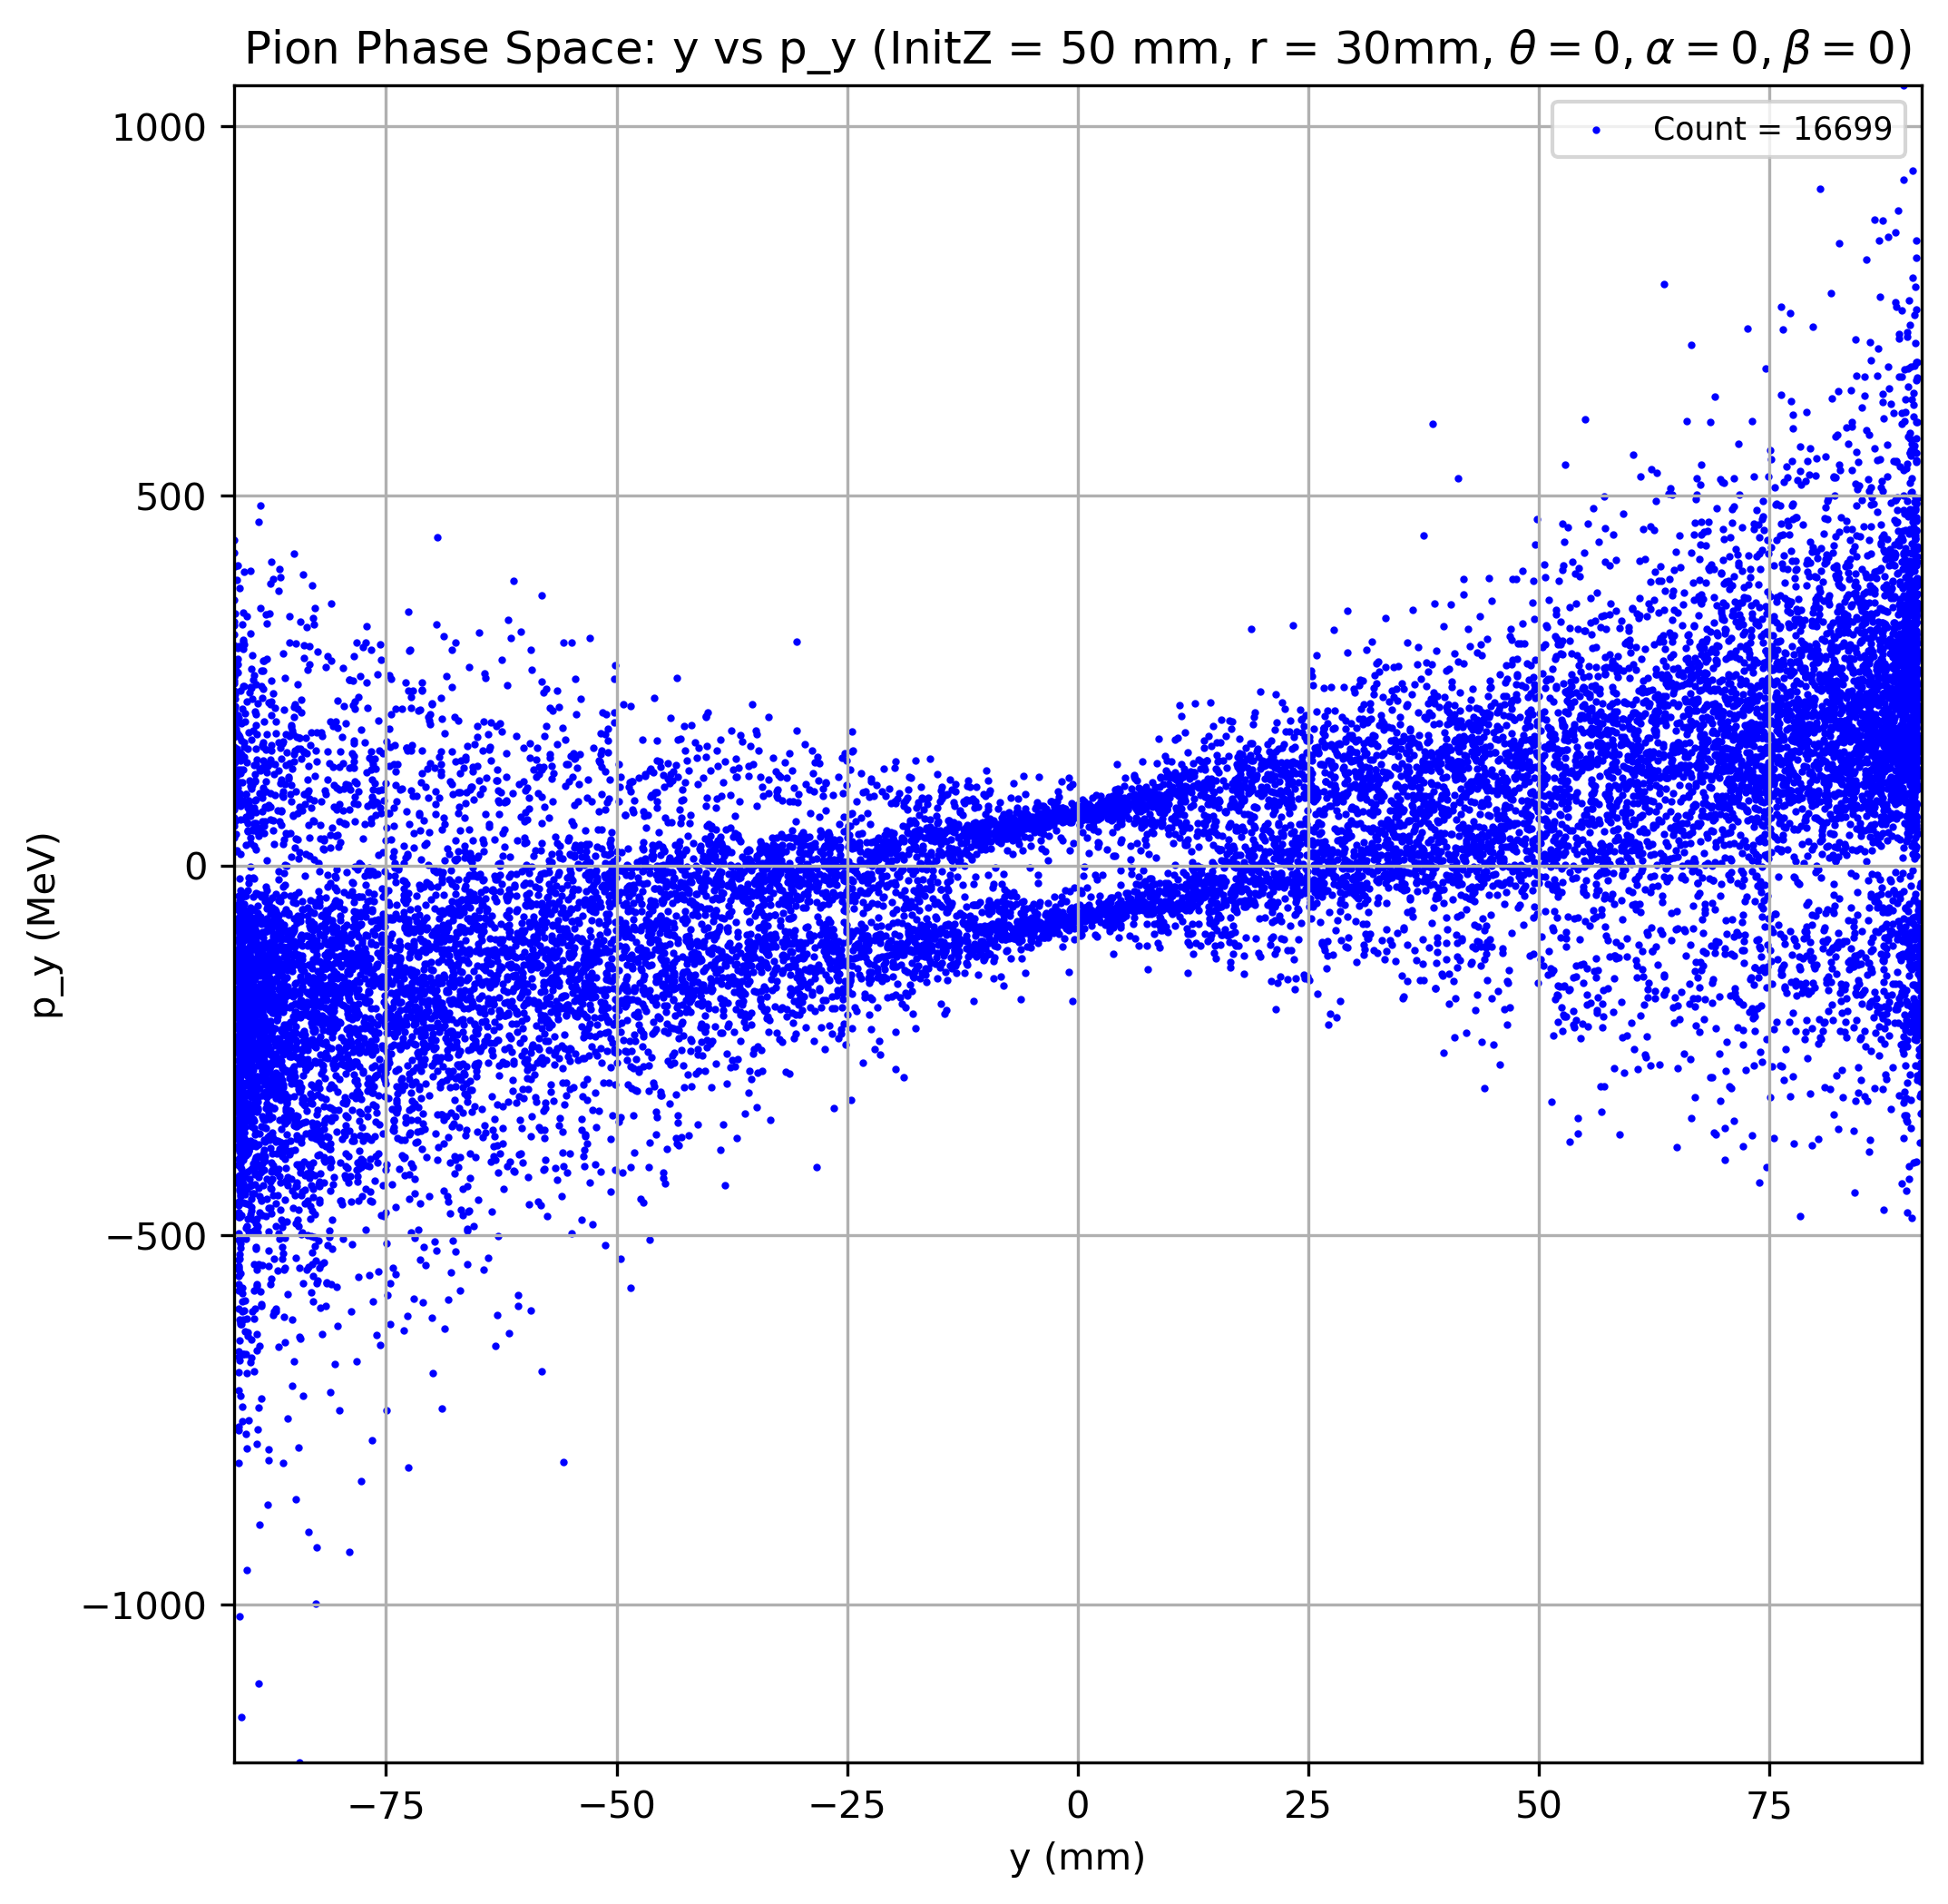 Pion Phase Space: y vs p_y (InitZ = 50 mm, r = 30mm, θ = 0, α = 0, β = 0)
Count = 16699
1000
500
0
−500
−1000
p_y (MeV)
−75 −50 −25 0 25 50 75
y (mm)